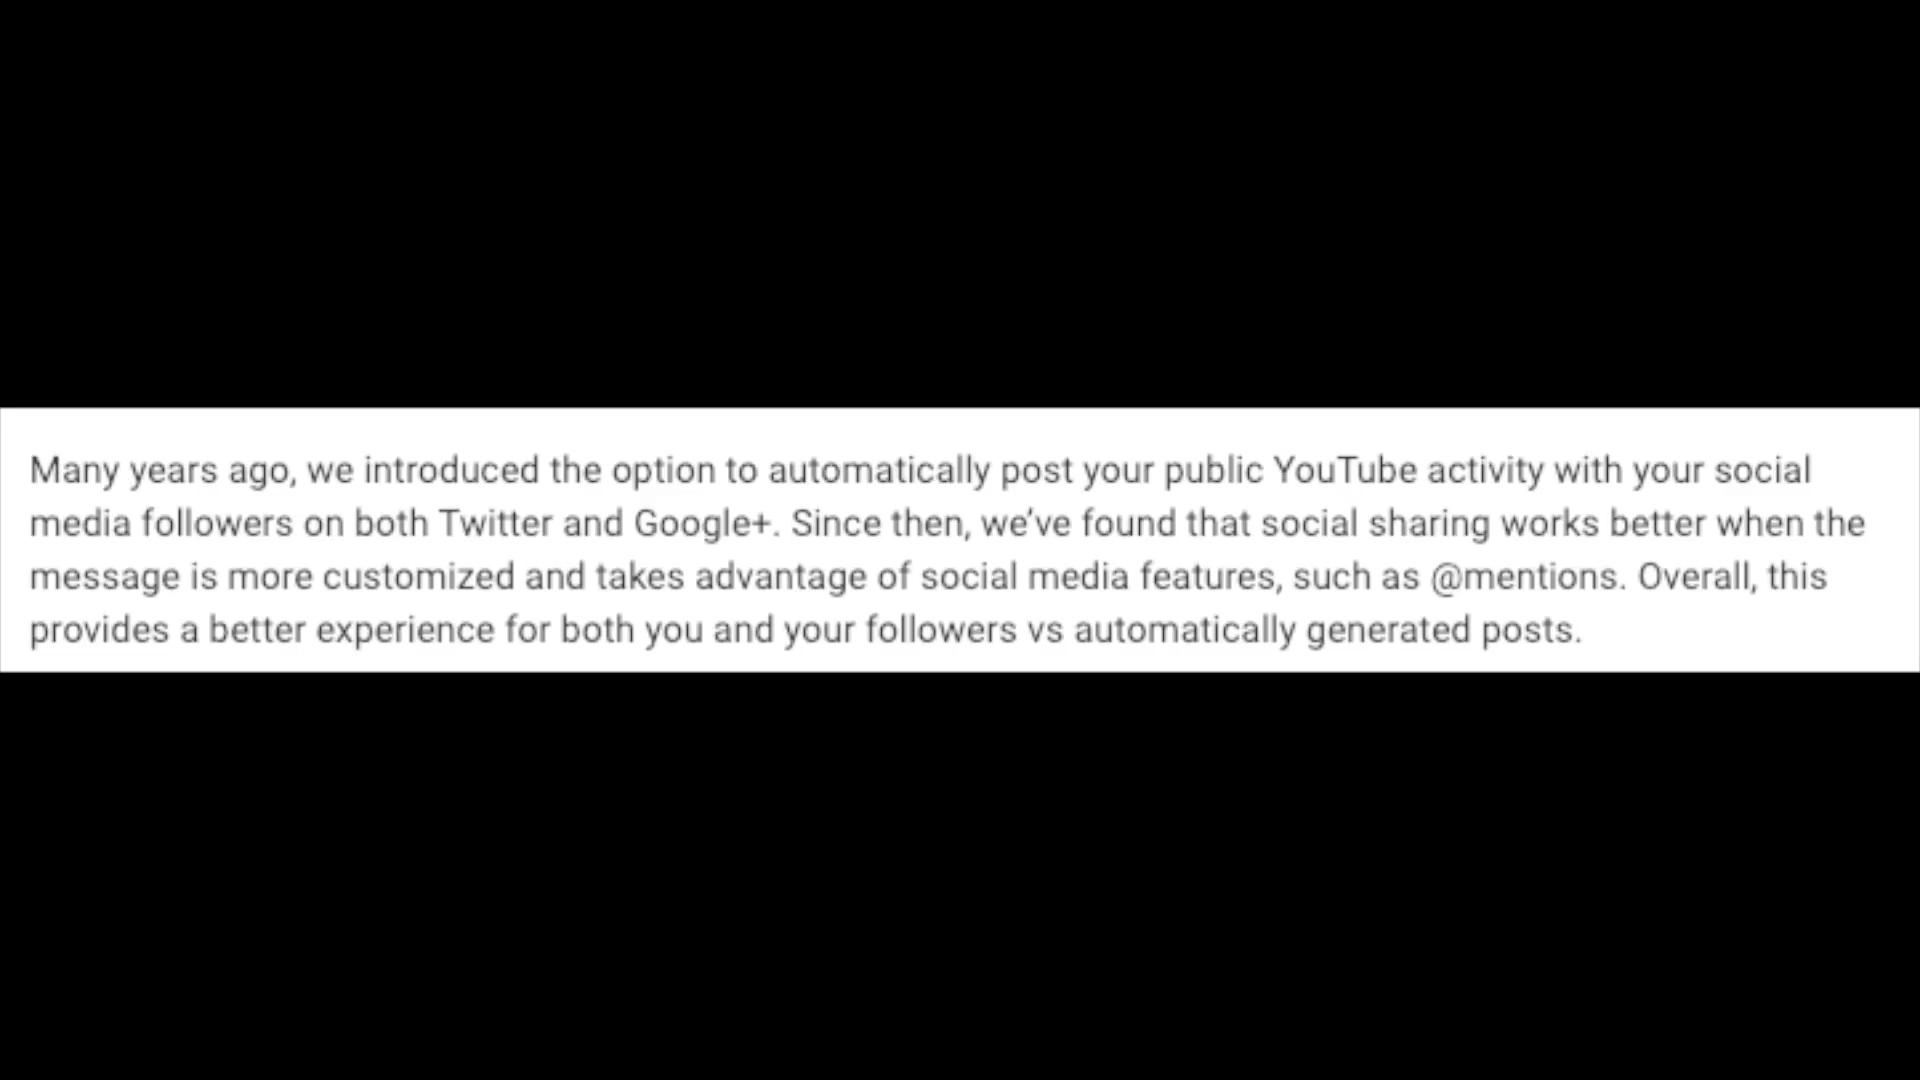 Many years ago, we introduced the option to automatically post your public YouTube activity with your social
media followers on both Twitter and Google+. Since then, we’ve found that social sharing works better when the
message is more customized and takes advantage of social media features, such as @mentions. Overall, this
provides a better experience for both you and your followers vs automatically generated posts.